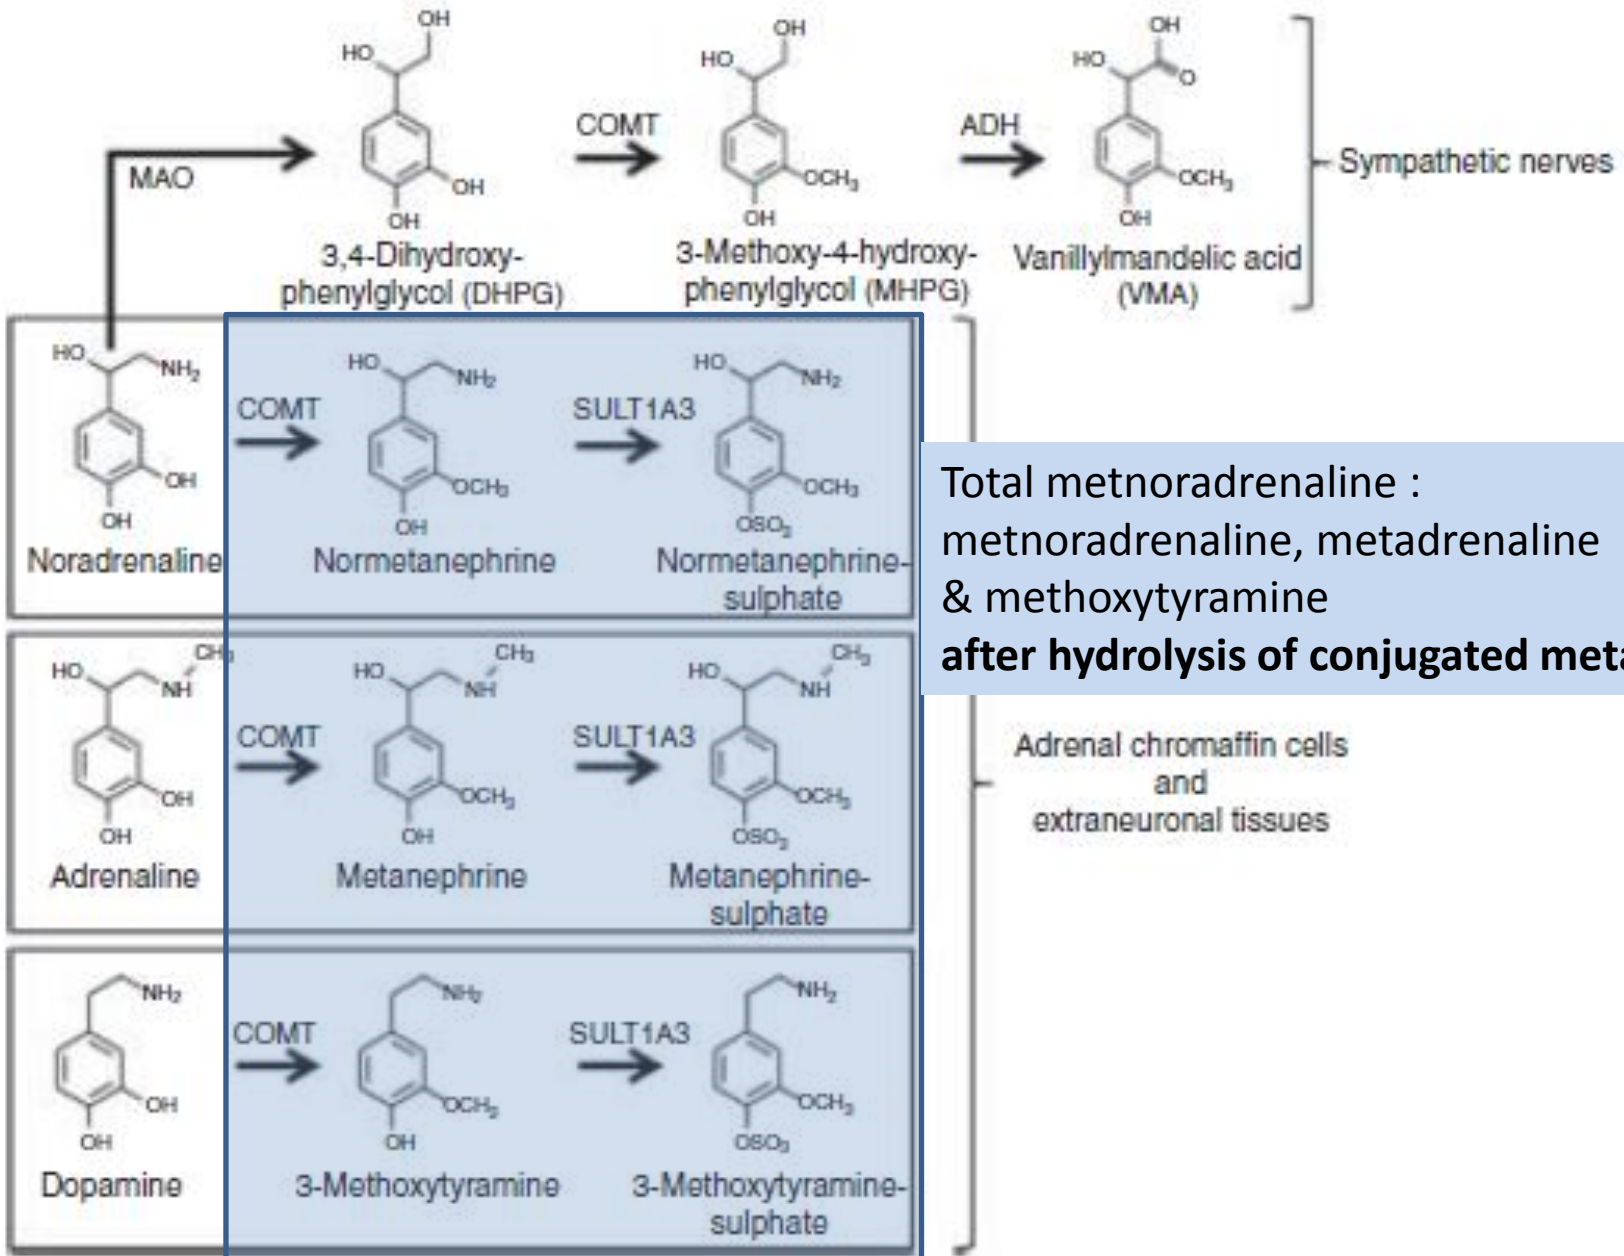 OH
HO
OH
OH
3,4-Dihydroxy-
phenylglycol (DHPG)
MAO
COMT
OH
HO
OCH₃
OH
3-Methoxy-4-hydroxy-
phenylglycol (MHPG)
ADH
OH
HO
O
OCH₃
OH
Vanillylmandelic acid
(VMA)
Sympathetic nerves
HO
NH₂
OH
OH
Noradrenaline
COMT
HO
NH₂
OCH₃
OH
Normetanephrine
SULT1A3
HO
NH₂
OCH₃
OSO₃
Normetanephrine-
sulphate
Total metnoradrenaline :
metnoradrenaline, metadrenaline
& methoxytyramine
after hydrolysis of conjugated
HO
CH₃
NH
OH
OH
Adrenaline
COMT
HO
CH₃
NH
OCH₃
OH
Metanephrine
SULT1A3
HO
CH₃
NH
OCH₃
OSO₃
Metanephrine-
sulphate
Adrenal chromaffin cells
and
extraneuronal tissues
NH₂
OH
OH
Dopamine
COMT
NH₂
OCH₃
OH
3-Methoxytyramine
SULT1A3
NH₂
OCH₃
OSO₃
3-Methoxytyramine-
sulphate